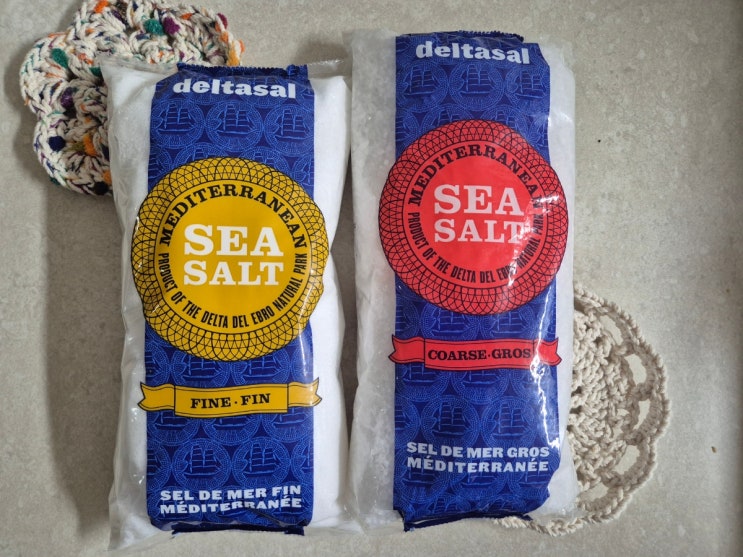 deltasal
MEDITERRANEAN
SEA
SALT
PRODUCT OF THE DELTA DEL EBRO NATURAL PARK
FINE · FIN
SEL DE MER FIN
MÉDITERRANÉE
deltasal
MEDITERRANEAN
SEA
SALT
PRODUCT OF THE DELTA DEL EBRO NATURAL PARK
COARSE · GROS
SEL DE MER GROS
MÉDITERRANÉE